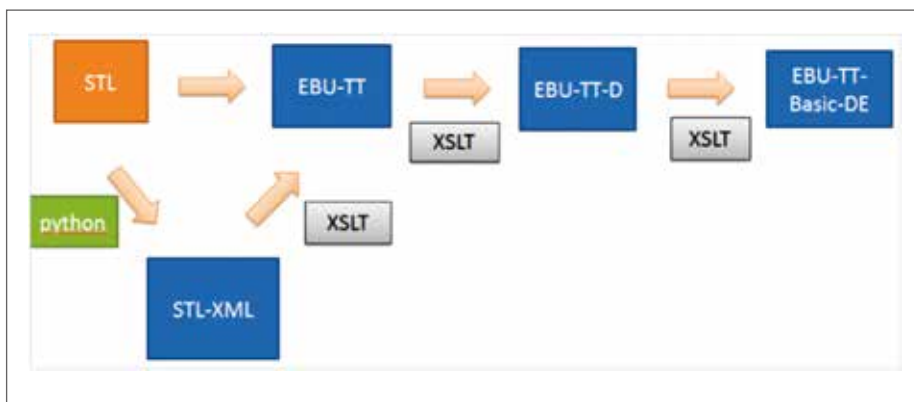 STL
EBU-TT
EBU-TT-D
EBU-TT-
Basic-DE
XSLT
XSLT
python
XSLT
STL-XML